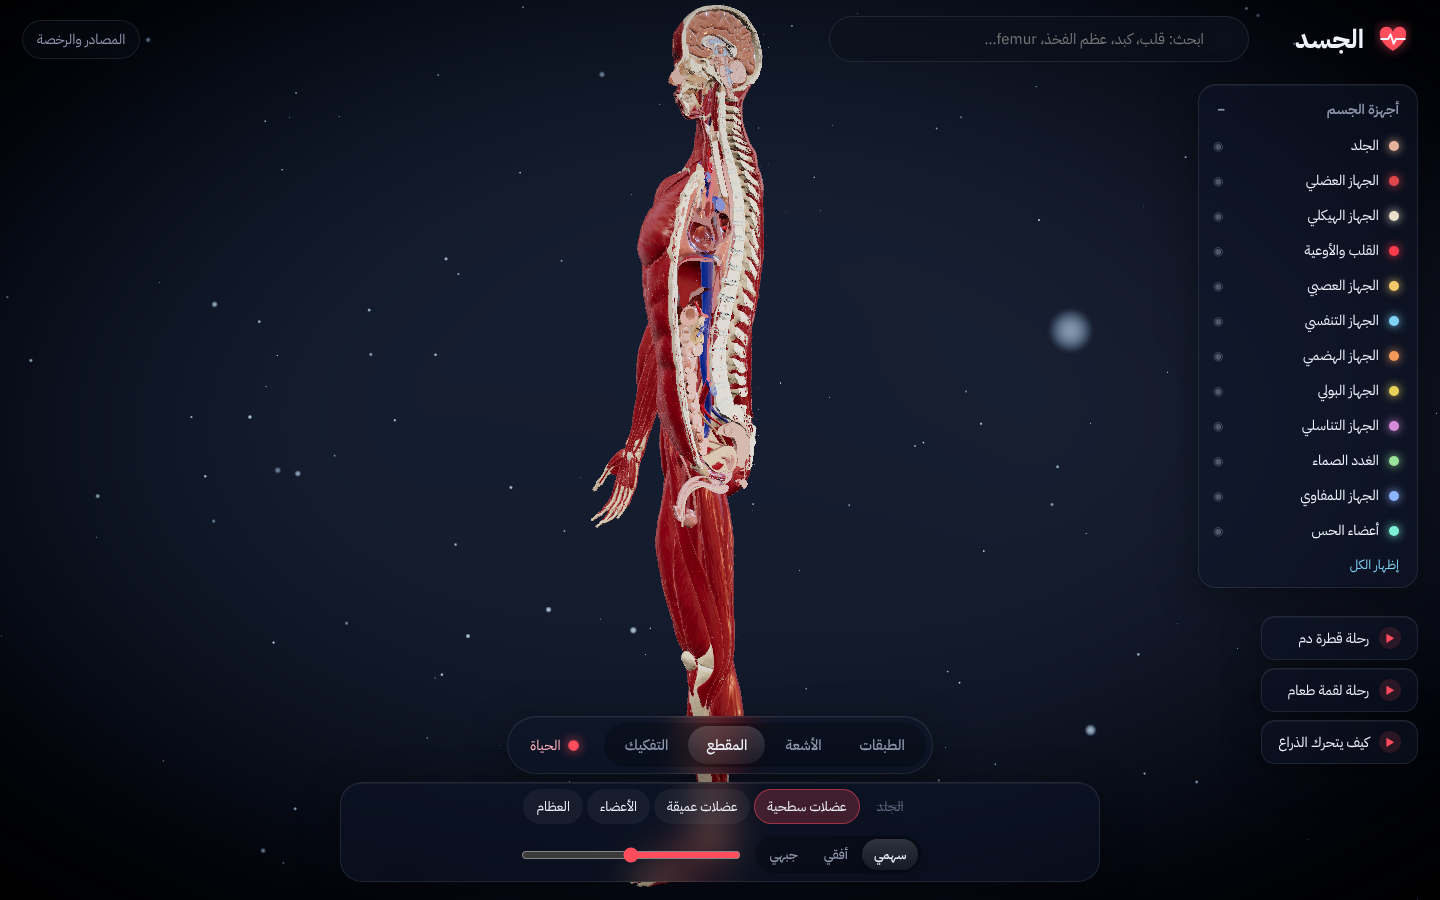 الجسد
ابحث: قلب، كبد، عظم الفخذ، femur...
المصادر والرخصة
أجهزة الجسم
الجلد
الجهاز العضلي
الجهاز الهيكلي
القلب والأوعية
الجهاز العصبي
الجهاز التنفسي
الجهاز الهضمي
الجهاز البولي
الجهاز التناسلي
الغدد الصماء
الجهاز اللمفاوي
أعضاء الحس
إظهار الكل
رحلة قطرة دم
رحلة لقمة طعام
كيف يتحرك الذراع
الطبقات الأشعة المقطع التفكيك الحياة
الجلد عضلات سطحية عضلات عميقة الأعضاء العظام
سهمي أفقي جبهي